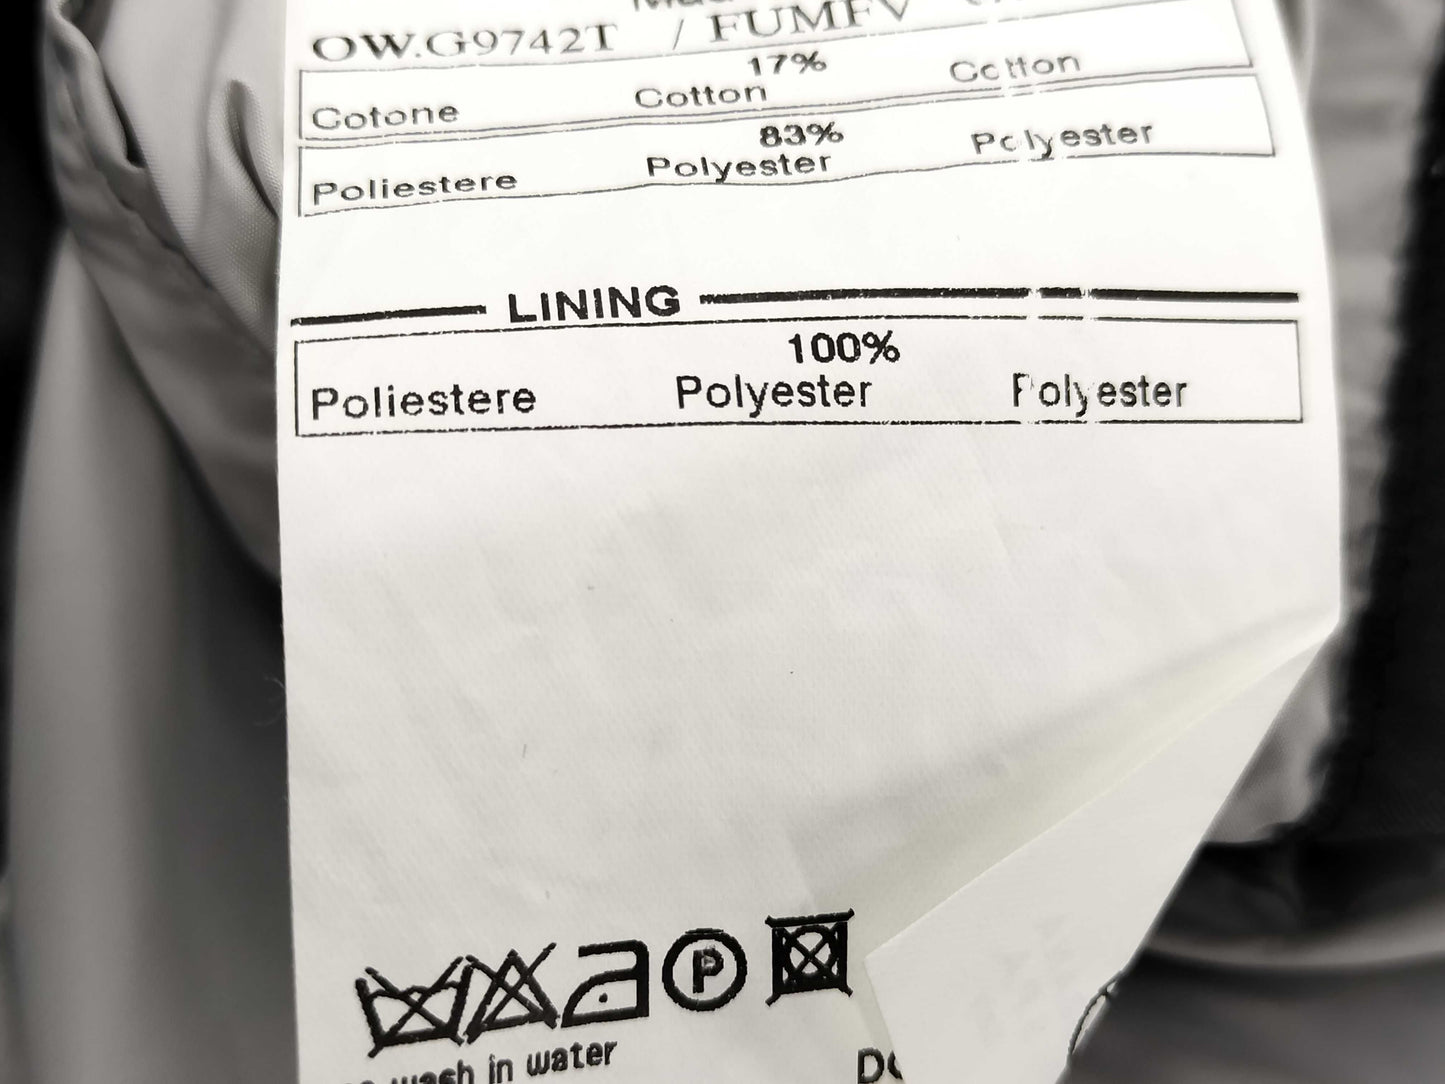 OW.G9742T / FUMFV
17%
Cotone Cotton Cotton
83%
Poliestere Polyester Polyester
LINING
100%
Poliestere Polyester Polyester
P
wash in water